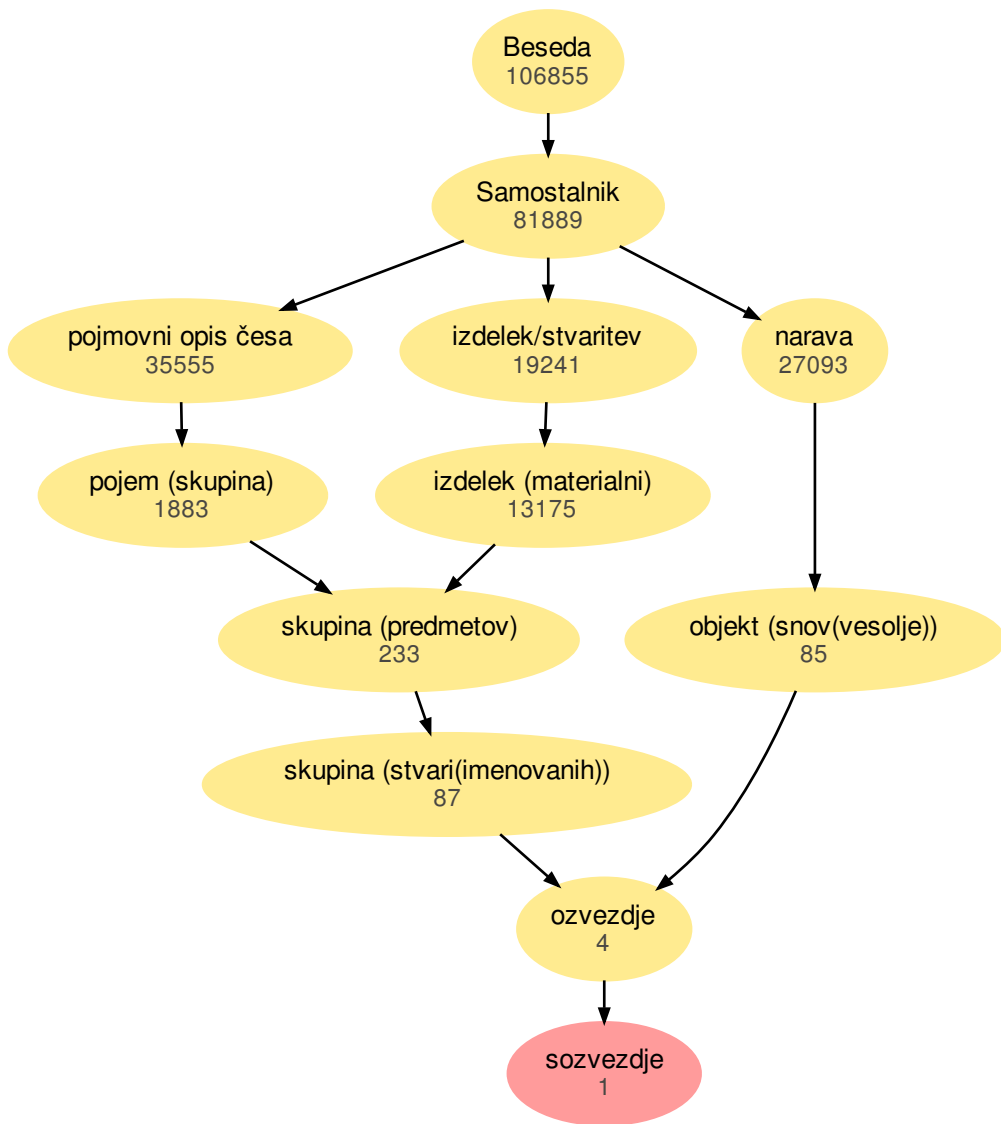 Beseda
106855
Samostalnik
81889
pojmovni opis česa
35555
izdelek/stvaritev
19241
narava
27093
pojem (skupina)
1883
izdelek (materialni)
13175
skupina (predmetov)
233
objekt (snov(vesolje))
85
skupina (stvari(imenovanih))
87
ozvezdje
4
sozvezdje
1